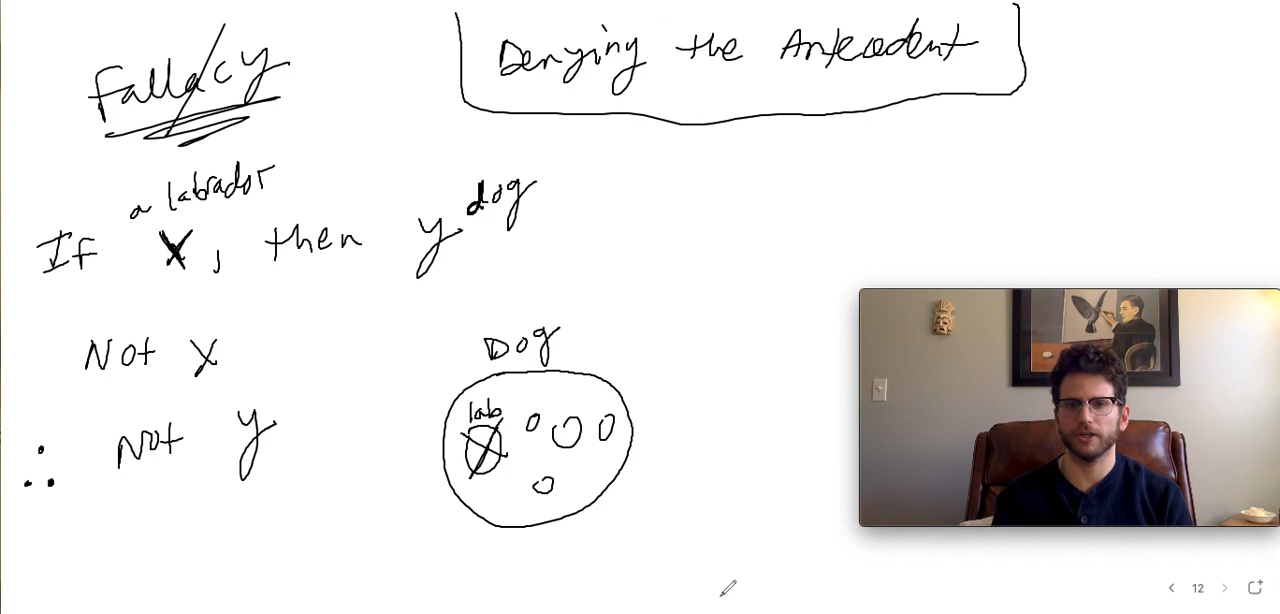 Fallacy
Denying the Antecedent
a labrador
dog
If X, then y
Not X
∴ Not y
Dog
lab
12